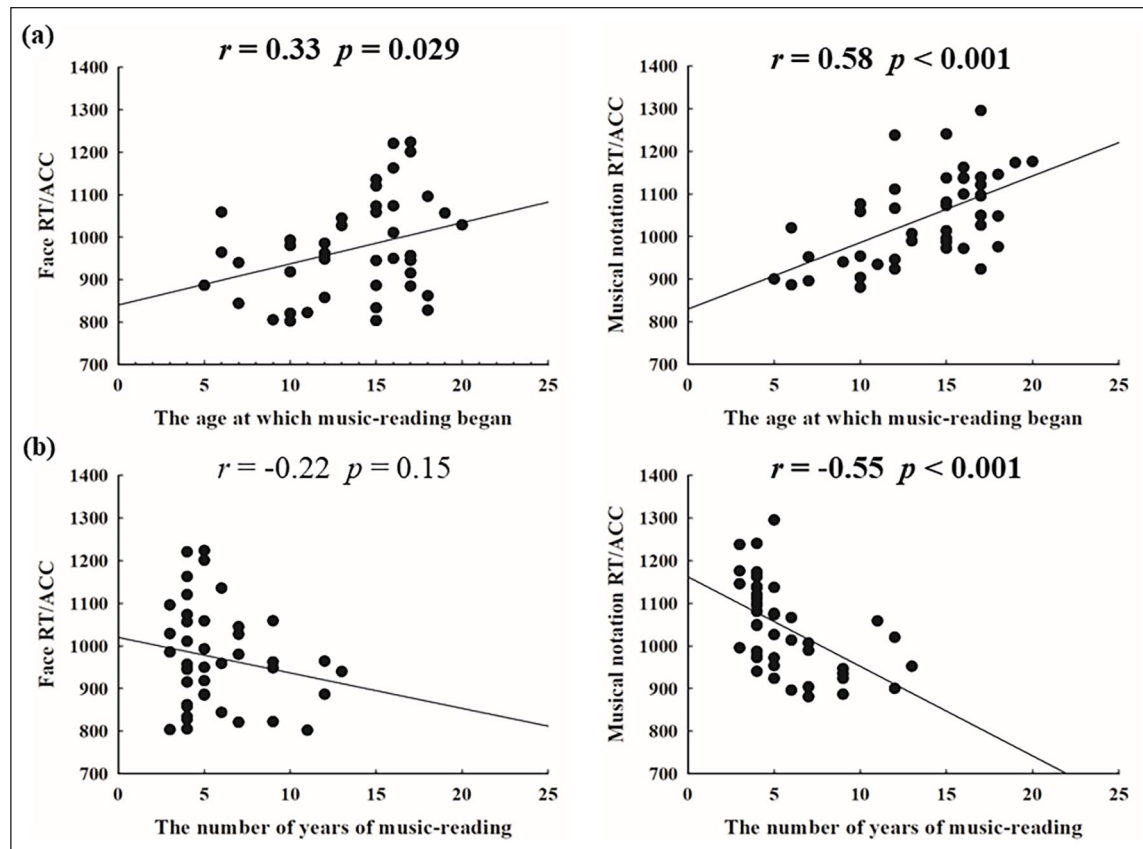 (a)
r = 0.33 p = 0.029
1400
1300
1200
1100
1000
900
800
700
Face RT/ACC
0 5 10 15 20 25
The age at which music-reading began
r = 0.58 p < 0.001
1400
1300
1200
1100
1000
900
800
700
Musical notation RT/ACC
0 5 10 15 20 25
The age at which music-reading began
(b)
r = -0.22 p = 0.15
1400
1300
1200
1100
1000
900
800
700
Face RT/ACC
0 5 10 15 20 25
The number of years of music-reading
r = -0.55 p < 0.001
1400
1300
1200
1100
1000
900
800
700
Musical notation RT/ACC
0 5 10 15 20 25
The number of years of music-reading